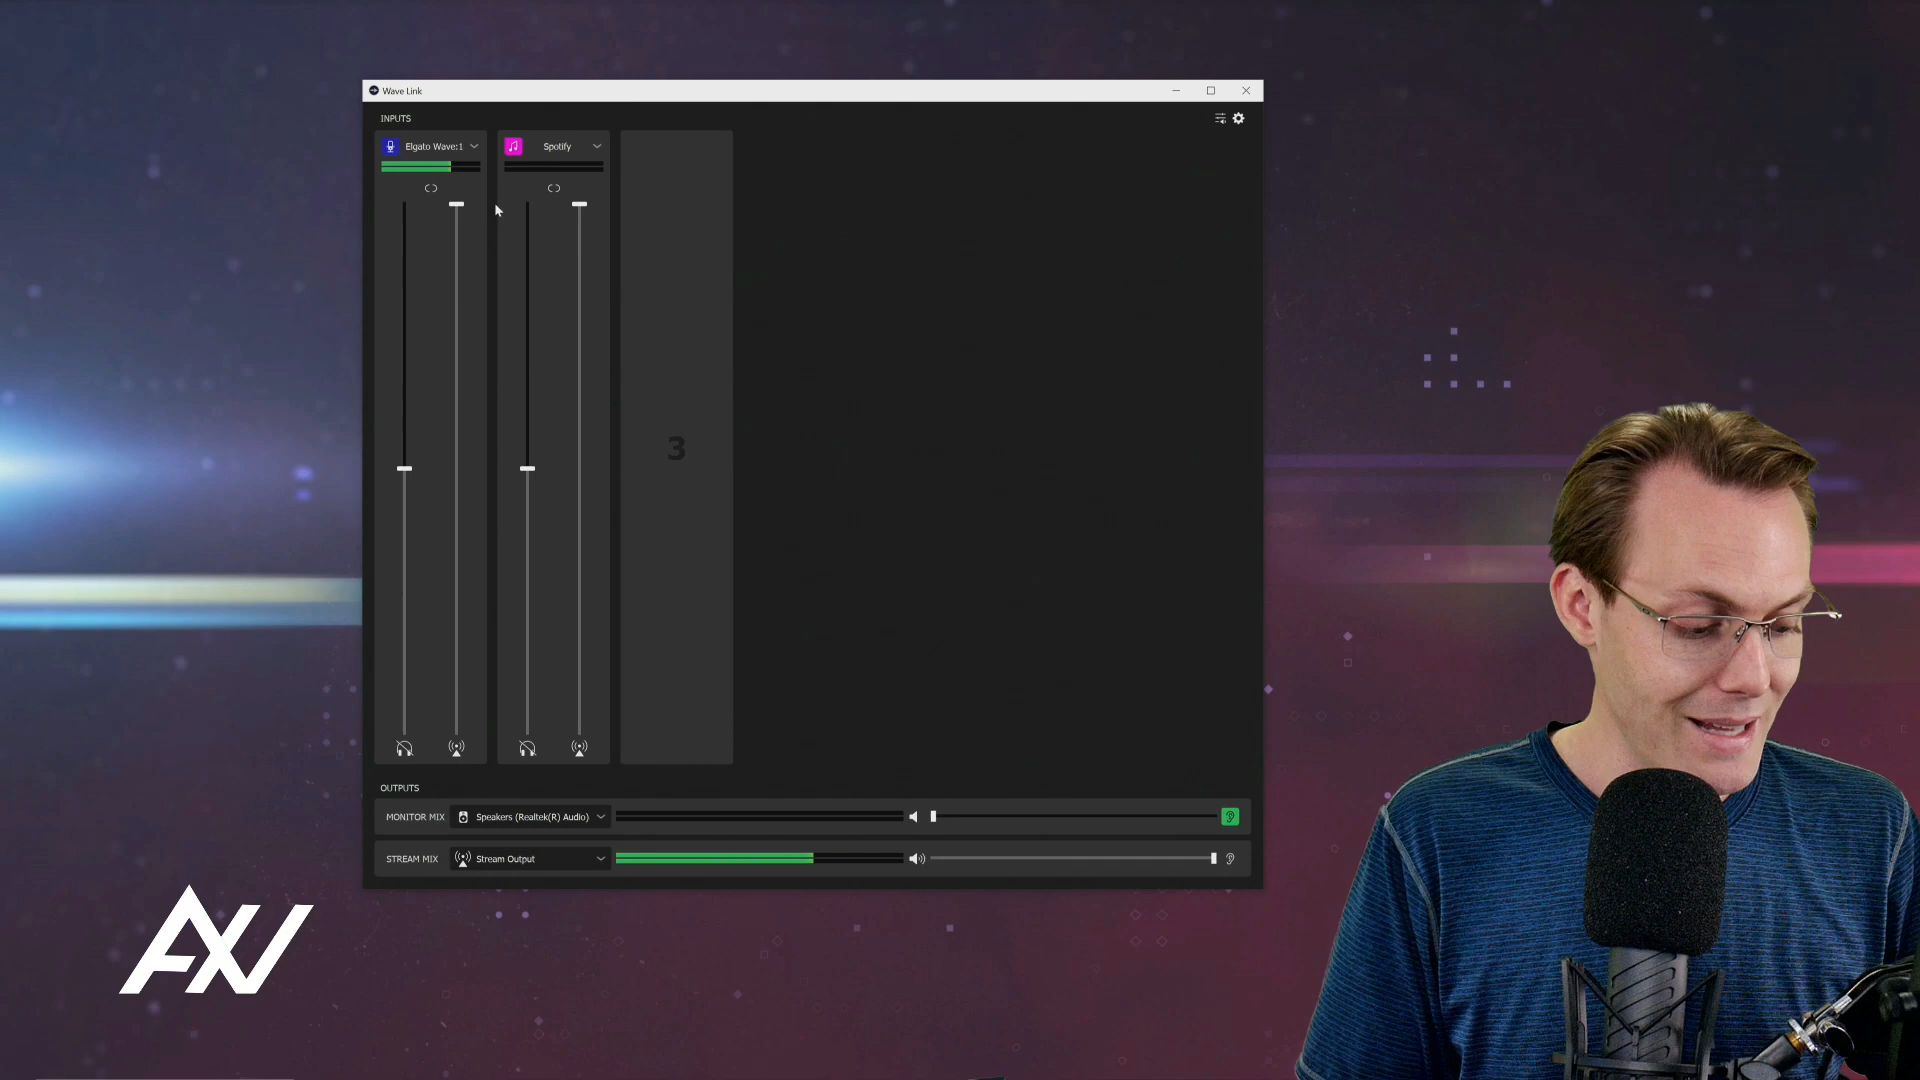 Wave Link
INPUTS
Elgato Wave:1
Spotify
3
OUTPUTS
MONITOR MIX Speakers (Realtek(R) Audio)
STREAM MIX Stream Output